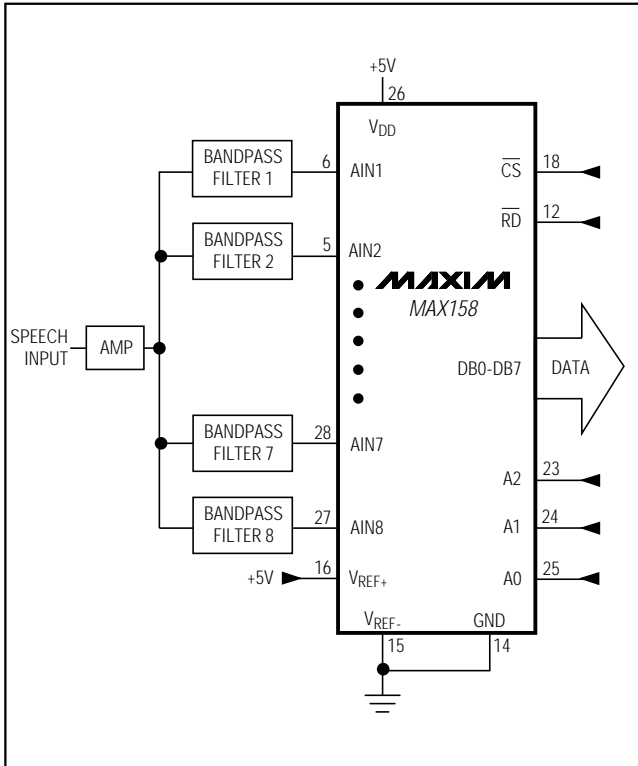 +5V
26
VDD
BANDPASS
FILTER 1
6
AIN1
CS
18
RD
12
BANDPASS
FILTER 2
5
AIN2
MAXIM
MAX158
SPEECH
INPUT
AMP
DB0-DB7
DATA
BANDPASS
FILTER 7
28
AIN7
A2
23
BANDPASS
FILTER 8
27
AIN8
A1
24
+5V
16
VREF+
A0
25
VREF-
GND
15
14